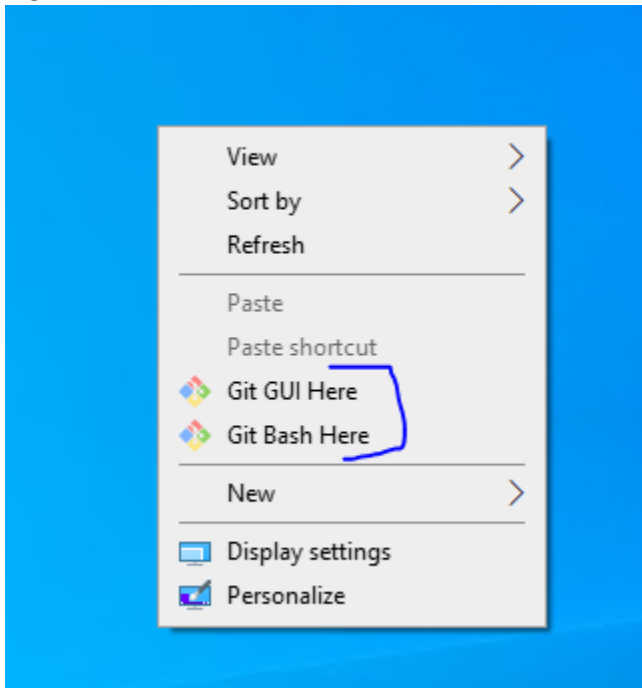 View
Sort by
Refresh
Paste
Paste shortcut
Git GUI Here
Git Bash Here
New
Display settings
Personalize